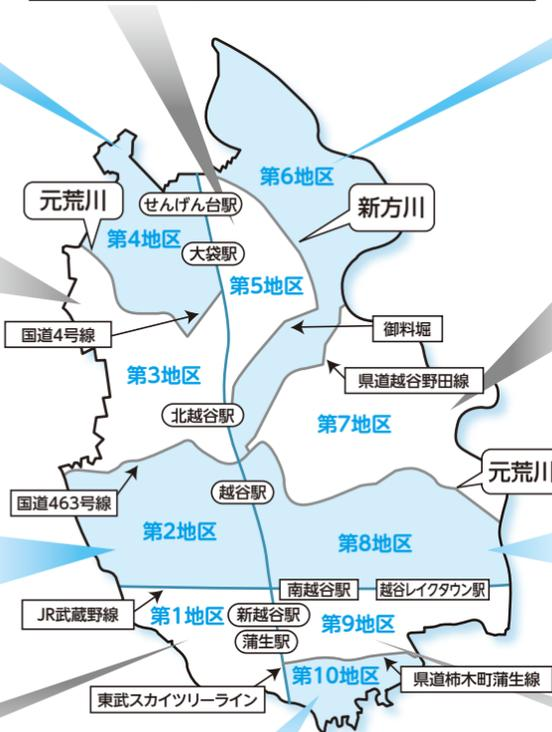 第6地区
元荒川
せんげん台駅
新方川
第4地区
大袋駅
第5地区
国道4号線
御料堀
第3地区
県道越谷野田線
北越谷駅
第7地区
元荒川
越谷駅
国道463号線
第2地区
第8地区
南越谷駅
越谷レイクタウン駅
JR武蔵野線
第1地区
新越谷駅
第9地区
蒲生駅
第10地区
県道柿木町蒲生線
東武スカイツリーライン